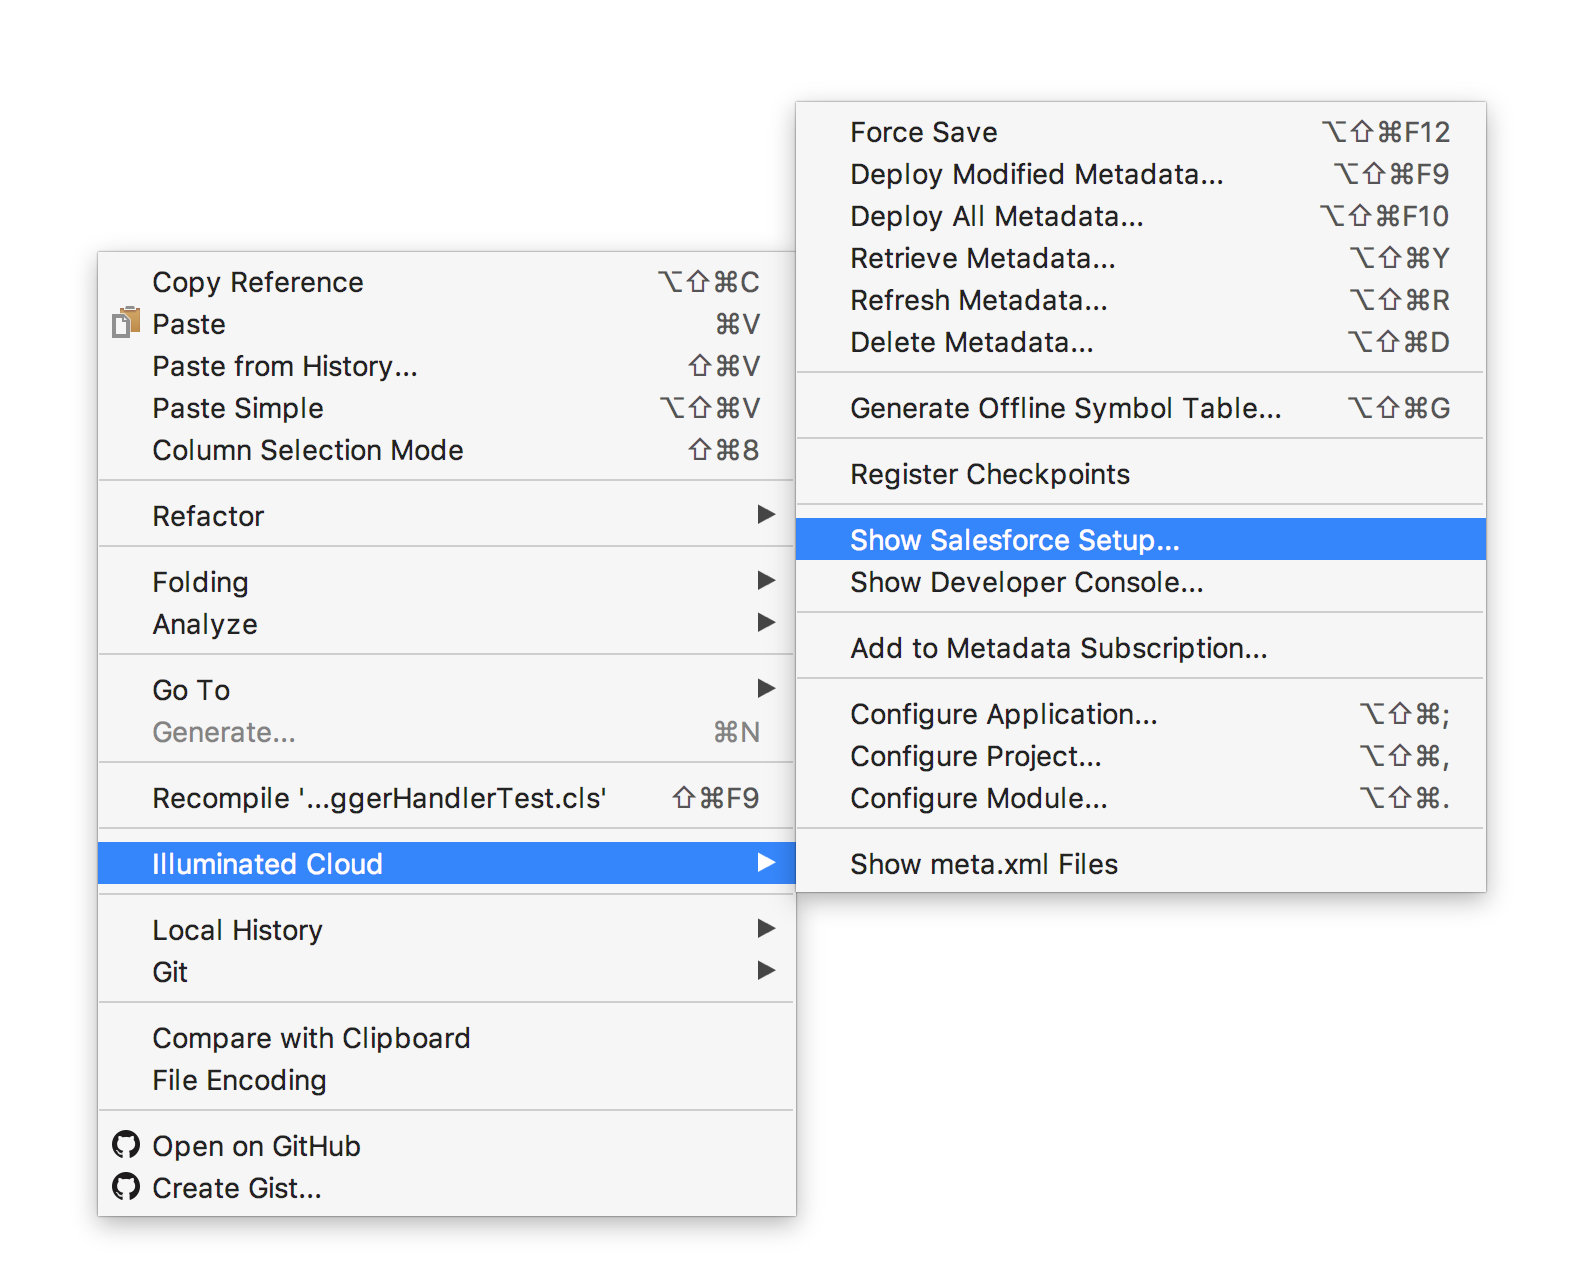 Copy Reference ⌥⇧⌘C
Paste ⌘V
Paste from History... ⇧⌘V
Paste Simple ⌥⇧⌘V
Column Selection Mode ⇧⌘8
Refactor
Folding
Analyze
Go To
Generate... ⌘N
Recompile '...ggerHandlerTest.cls' ⇧⌘F9
Illuminated Cloud
Local History
Git
Compare with Clipboard
File Encoding
Open on GitHub
Create Gist...
Force Save ⌥⇧⌘F12
Deploy Modified Metadata... ⌥⇧⌘F9
Deploy All Metadata... ⌥⇧⌘F10
Retrieve Metadata... ⌥⇧⌘Y
Refresh Metadata... ⌥⇧⌘R
Delete Metadata... ⌥⇧⌘D
Generate Offline Symbol Table... ⌥⇧⌘G
Register Checkpoints
Show Salesforce Setup...
Show Developer Console...
Add to Metadata Subscription...
Configure Application... ⌥⇧⌘;
Configure Project... ⌥⇧⌘,
Configure Module... ⌥⇧⌘.
Show meta.xml Files